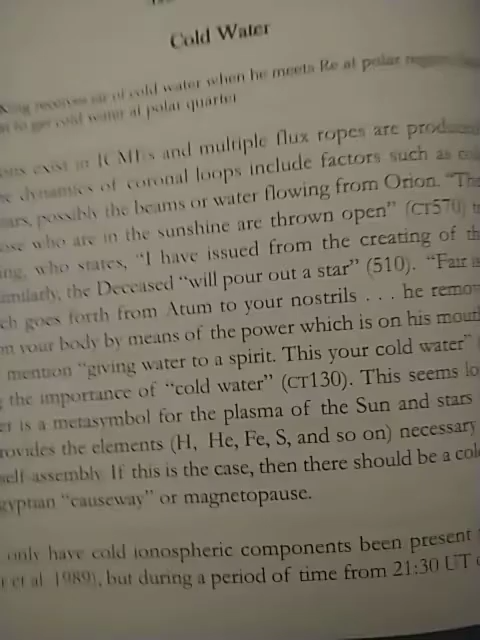 Cold Water
King receives air of cold water when he meets Re at polar
to get cold water at polar quarter
exist in ICMEs and multiple flux ropes are
dynamics of coronal loops include factors such as
possibly the beams or water flowing from Orion.
who are in the sunshine are thrown open” (CT570)
who states, “I have issued from the creating of
the Deceased “will pour out a star” (510). “Fair
goes forth from Atum to your nostrils . . . he
your body by means of the power which is on his
mention “giving water to a spirit. This your cold water”
the importance of “cold water” (CT130). This seems
is a metasymbol for the plasma of the Sun and stars
the elements (H, He, Fe, S, and so on) necessary
self assembly. If this is the case, then there should be a
“causeway” or magnetopause.
only have cold ionospheric components been present
et al. 1989), but during a period of time from 21:30 UT